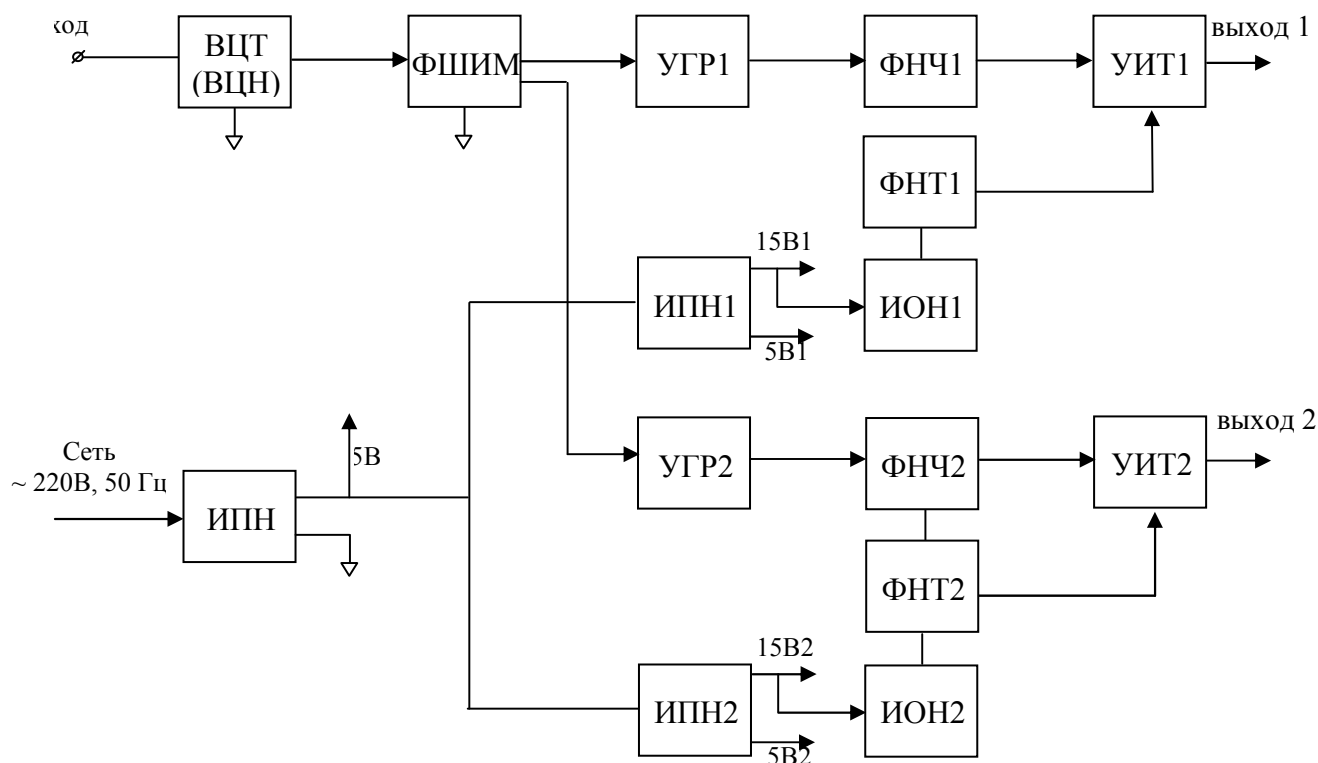 ход
выход 1
ВЦТ
(ВЦН)
ФШИМ
УГР1
ФНЧ1
УИТ1
ФНТ1
15В1
ИПН1
ИОН1
5В1
Сеть
~ 220В, 50 Гц
5В
ИПН
УГР2
ФНЧ2
УИТ2
выход 2
ФНТ2
15В2
ИПН2
ИОН2
5В2